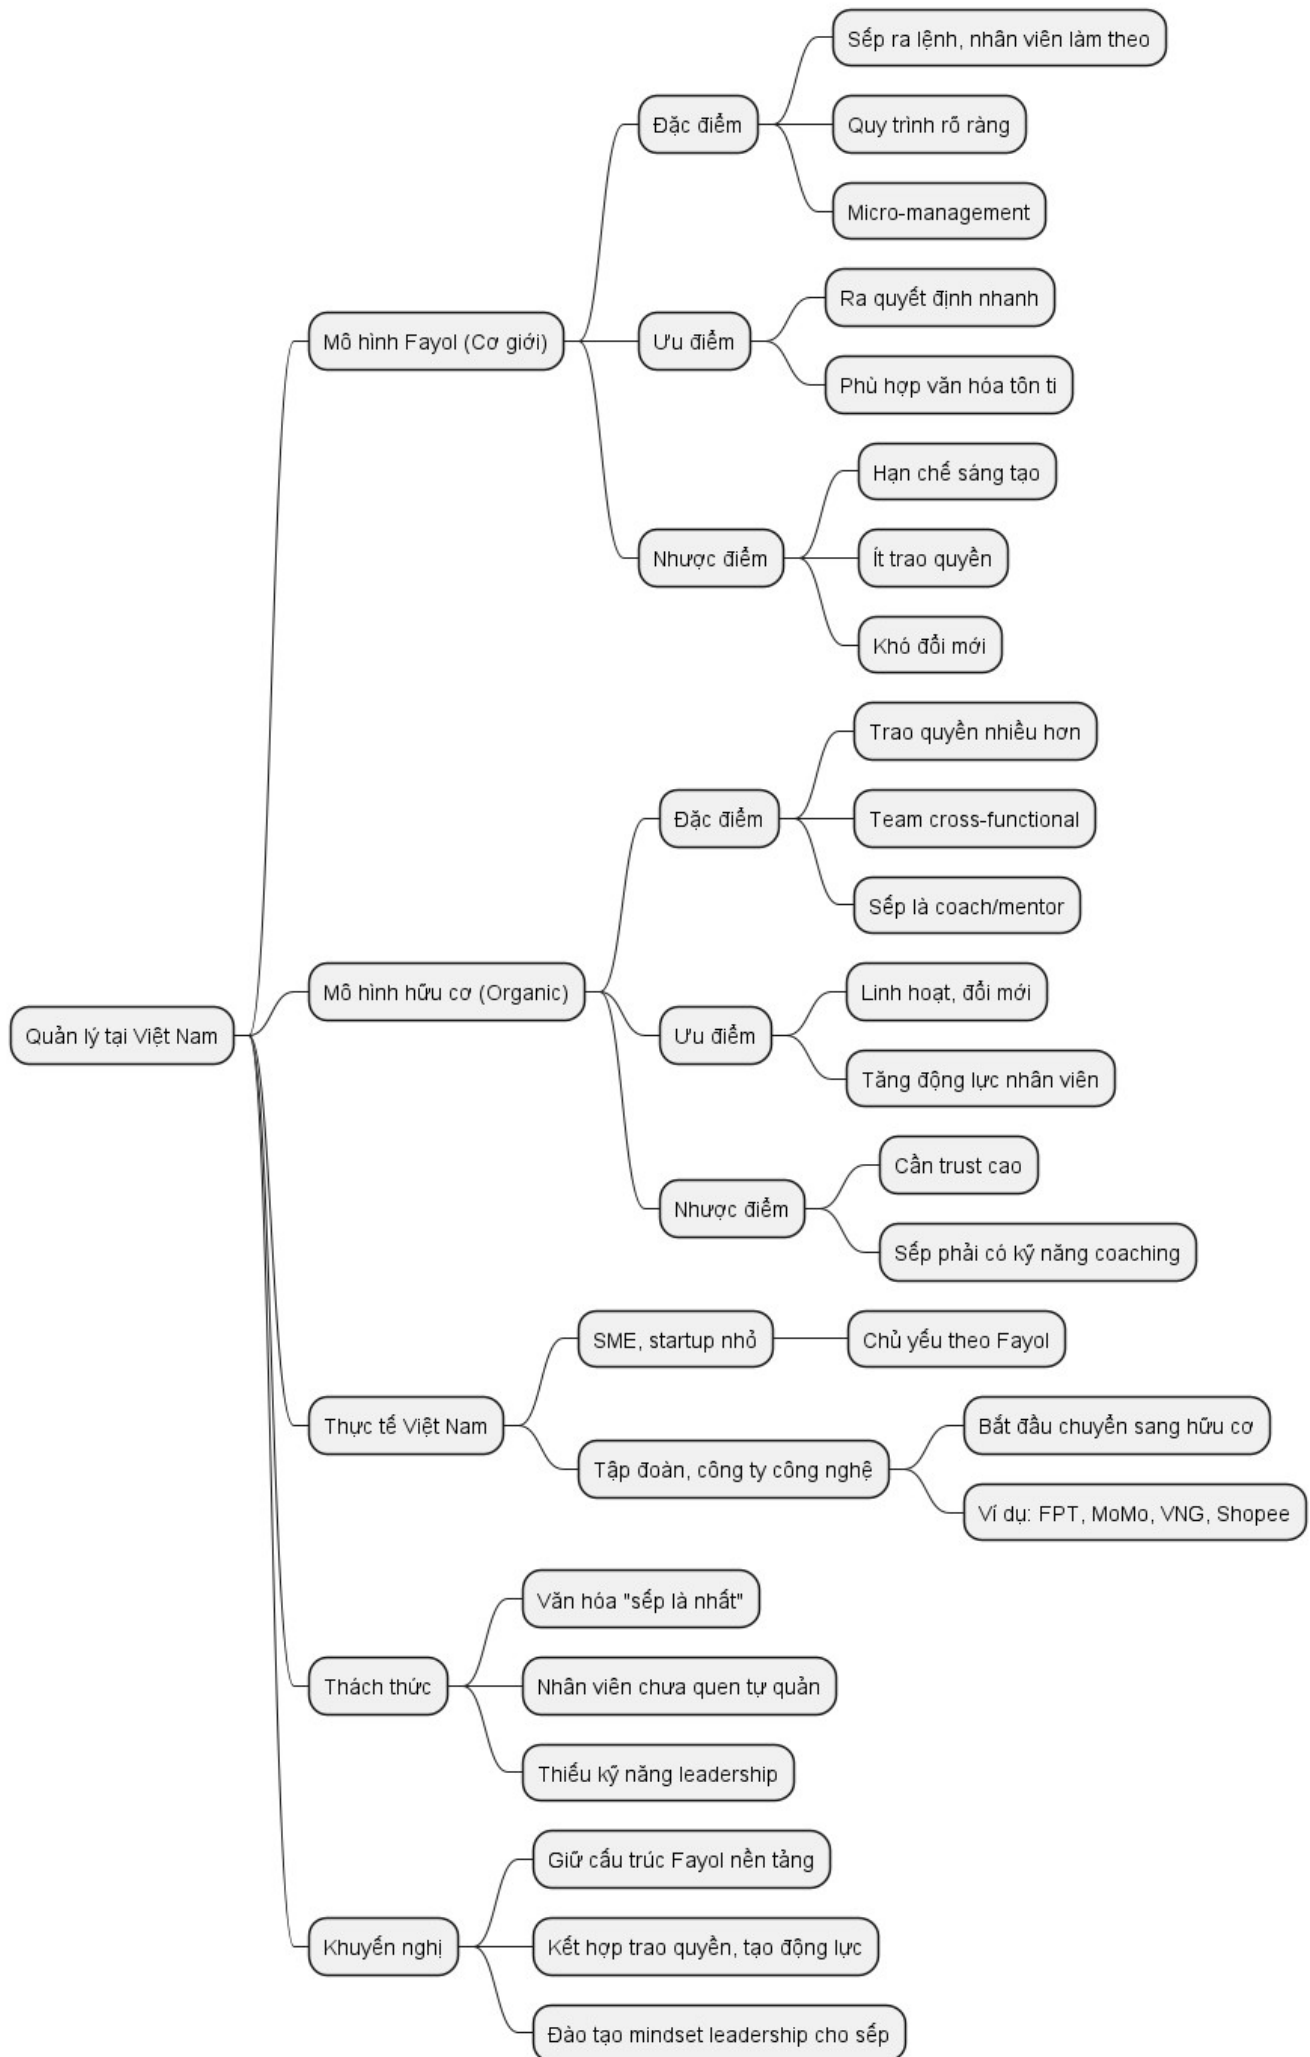 Quản lý tại Việt Nam
Mô hình Fayol (Cơ giới)
Đặc điểm
Sếp ra lệnh, nhân viên làm theo
Quy trình rõ ràng
Micro-management
Ưu điểm
Ra quyết định nhanh
Phù hợp văn hóa tôn ti
Nhược điểm
Hạn chế sáng tạo
Ít trao quyền
Khó đổi mới
Mô hình hữu cơ (Organic)
Đặc điểm
Trao quyền nhiều hơn
Team cross-functional
Sếp là coach/mentor
Ưu điểm
Linh hoạt, đổi mới
Tăng động lực nhân viên
Nhược điểm
Cần trust cao
Sếp phải có kỹ năng coaching
Thực tế Việt Nam
SME, startup nhỏ
Chủ yếu theo Fayol
Tập đoàn, công ty công nghệ
Bắt đầu chuyển sang hữu cơ
Ví dụ: FPT, MoMo, VNG, Shopee
Thách thức
Văn hóa "sếp là nhất"
Nhân viên chưa quen tự quản
Thiếu kỹ năng leadership
Khuyến nghị
Giữ cấu trúc Fayol nền tảng
Kết hợp trao quyền, tạo động lực
Đào tạo mindset leadership cho sếp